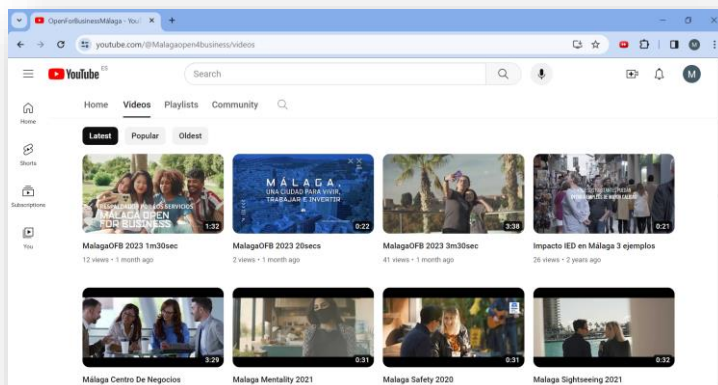 OpenForBusinessMálaga - You
youtube.com/@Malagaopen4business/videos
YouTube ES
Search
M
Home
Videos
Playlists
Community
Home
Shorts
Subscriptions
You
Latest
Popular
Oldest
MÁLAGA OPEN
FOR BUSINESS
1:32
MÁLAGA,
UNA CIUDAD PARA VIVIR,
TRABAJAR E INVERTIR
0:22
3:38
0:21
MalagaOFB 2023 1m30sec
12 views • 1 month ago
MalagaOFB 2023 20secs
2 views • 1 month ago
MalagaOFB 2023 3m30sec
41 views • 1 month ago
Impacto IED en Málaga 3 ejemplos
26 views • 2 years ago
3:29
0:31
0:31
0:32
Málaga Centro De Negocios
Malaga Mentality 2021
Malaga Safety 2020
Malaga Sightseeing 2021